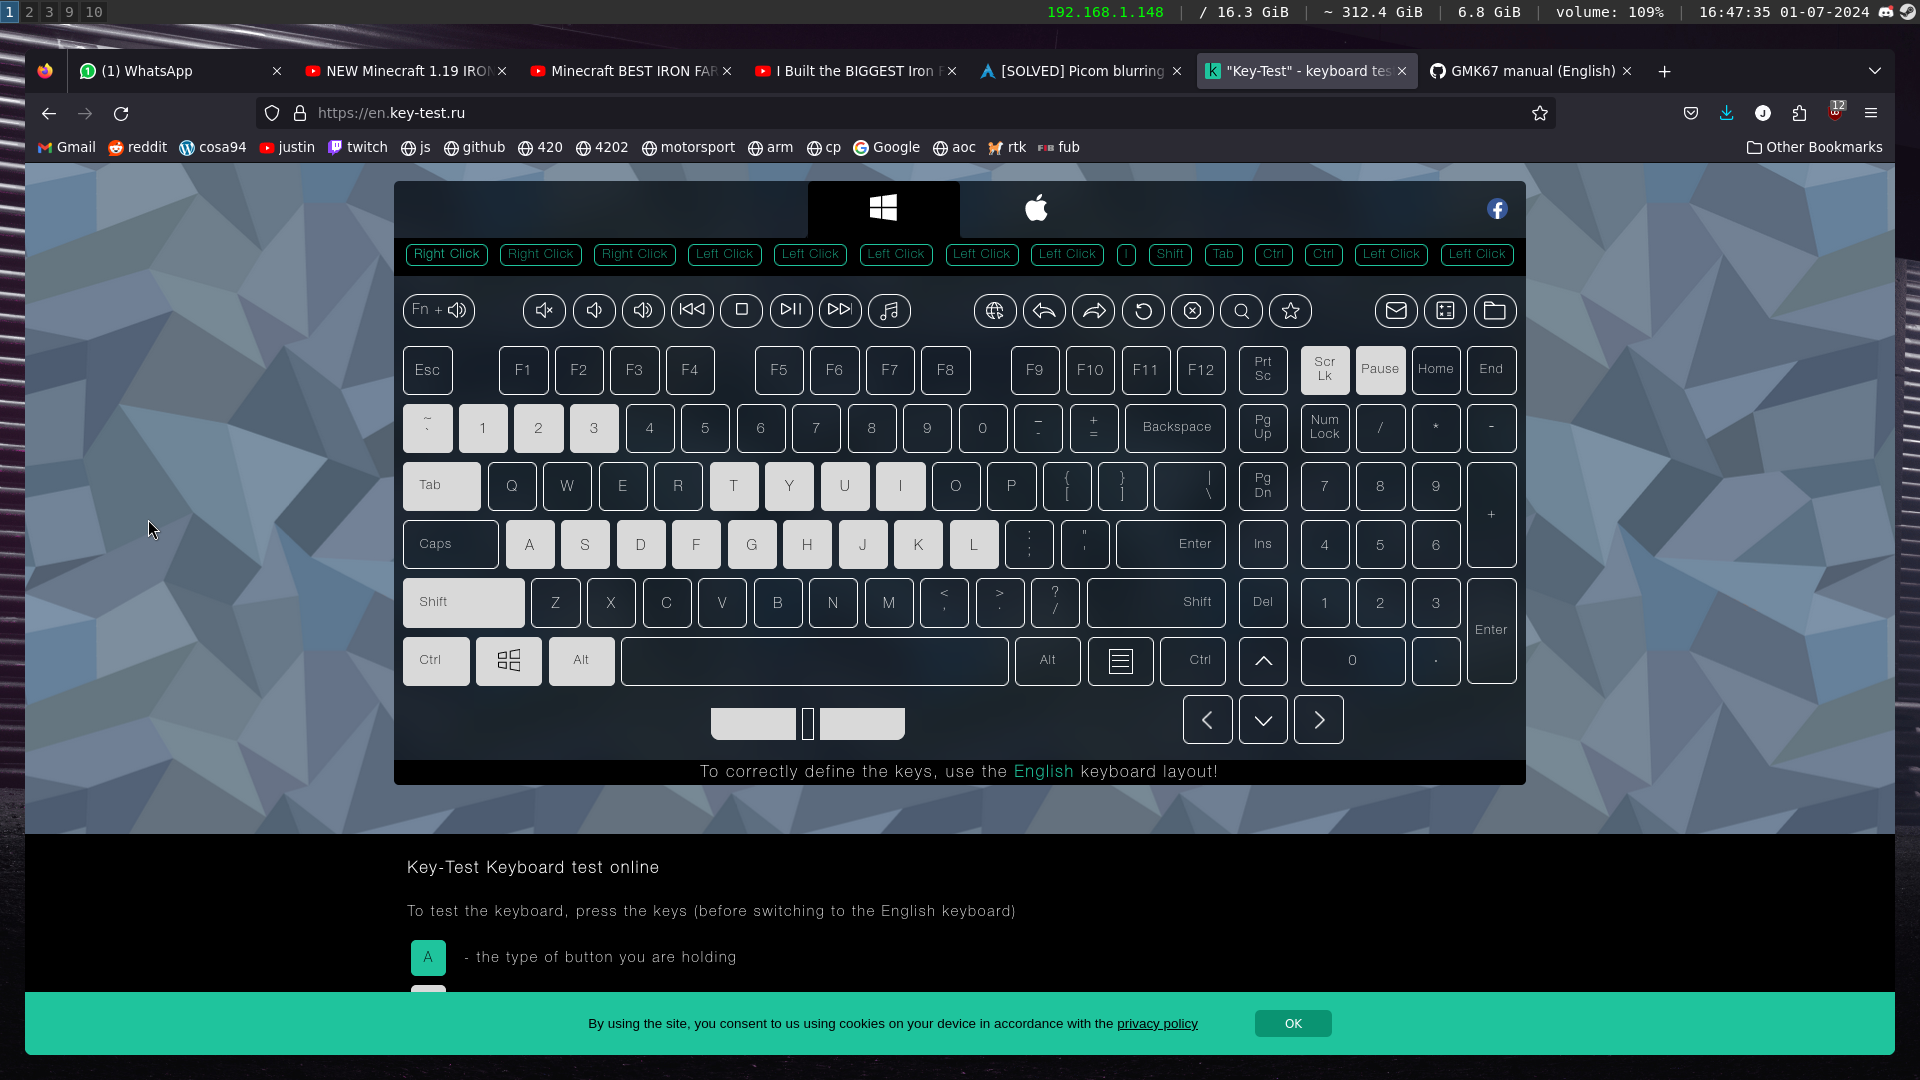 1 2 3 9 10 192.168.1.148 | / 16.3 GiB | ~ 312.4 GiB | 6.8 GiB | volume: 109% | 16:47:35 01-07-2024
(1) WhatsApp NEW Minecraft 1.19 IRON Minecraft BEST IRON FAR I Built the BIGGEST Iron F [SOLVED] Picom blurring "Key-Test" - keyboard tes GMK67 manual (English)
https://en.key-test.ru 12
Gmail reddit cosa94 justin twitch js github 420 4202 motorsport arm cp Google aoc rtk fub Other Bookmarks
Right Click Right Click Right Click Left Click Left Click Left Click Left Click Left Click I Shift Tab Ctrl Ctrl Left Click Left Click
Fn +
Esc F1 F2 F3 F4 F5 F6 F7 F8 F9 F10 F11 F12 Prt Sc Scr Lk Pause Home End
~ ` 1 2 3 4 5 6 7 8 9 0 _ - + = Backspace Pg Up Num Lock / * -
Tab Q W E R T Y U I O P { [ } ] | \ Pg Dn 7 8 9 +
Caps A S D F G H J K L : ; " ' Enter Ins 4 5 6
Shift Z X C V B N M < , > . ? / Shift Del 1 2 3 Enter
Ctrl Alt Alt Ctrl 0 .
To correctly define the keys, use the English keyboard layout!
Key-Test Keyboard test online
To test the keyboard, press the keys (before switching to the English keyboard)
A - the type of button you are holding
By using the site, you consent to us using cookies on your device in accordance with the privacy policy OK